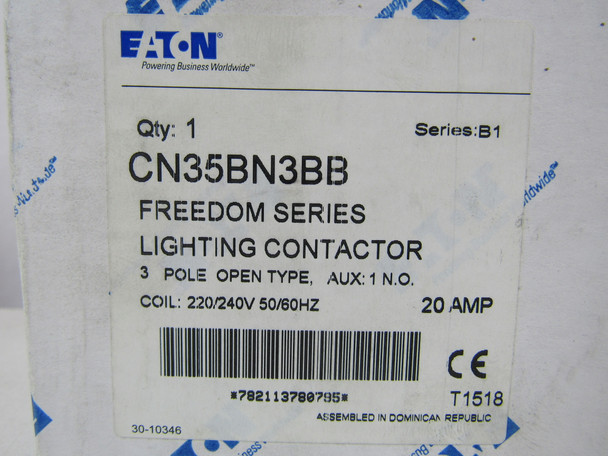 EATON®
Powering Business Worldwide™
Qty: 1 Series:B1
CN35BN3BB
FREEDOM SERIES
LIGHTING CONTACTOR
3 POLE OPEN TYPE, AUX: 1 N.O.
COIL: 220/240V 50/60HZ 20 AMP
CE
*782113780795* T1518
ASSEMBLED IN DOMINICAN REPUBLIC
30-10346